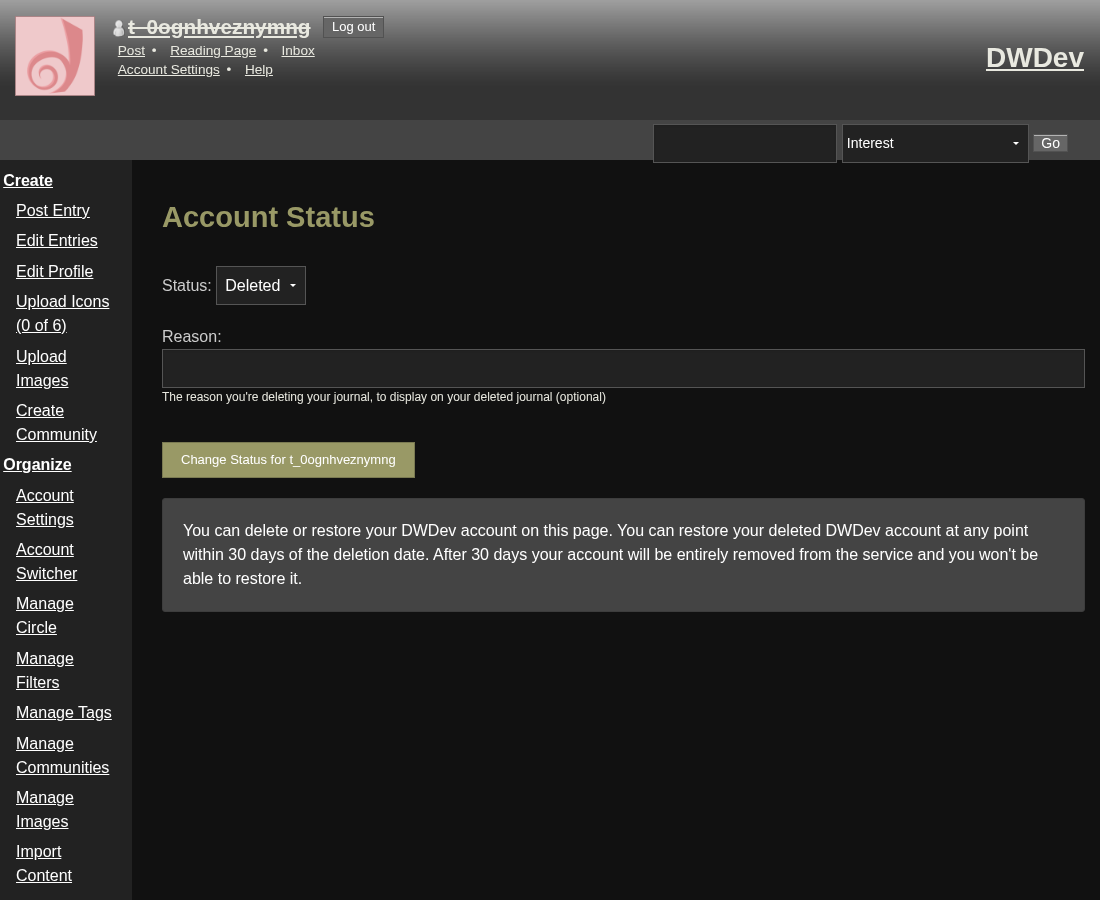 t_0ognhveznymng Log out
Post • Reading Page • Inbox
Account Settings • Help
DWDev
Interest Go
Create
Post Entry
Edit Entries
Edit Profile
Upload Icons
(0 of 6)
Upload
Images
Create
Community
Organize
Account
Settings
Account
Switcher
Manage
Circle
Manage
Filters
Manage Tags
Manage
Communities
Manage
Images
Import
Content
Account Status
Status: Deleted
Reason:
The reason you're deleting your journal, to display on your deleted journal (optional)
Change Status for t_0ognhveznymng
You can delete or restore your DWDev account on this page. You can restore your deleted DWDev account at any point
within 30 days of the deletion date. After 30 days your account will be entirely removed from the service and you won't be
able to restore it.